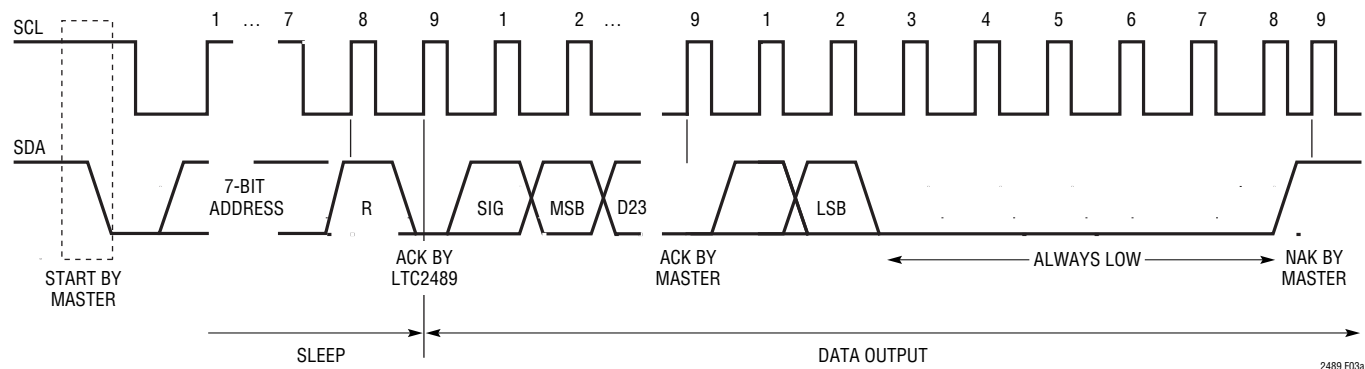 1 … 7 8 9 1 2 … 9 1 2 3 4 5 6 7 8 9
SCL
SDA
7-BIT
ADDRESS
R
SIG
MSB
D23
LSB
START BY
MASTER
ACK BY
LTC2489
ACK BY
MASTER
ALWAYS LOW
NAK BY
MASTER
SLEEP
DATA OUTPUT
2489 F03a